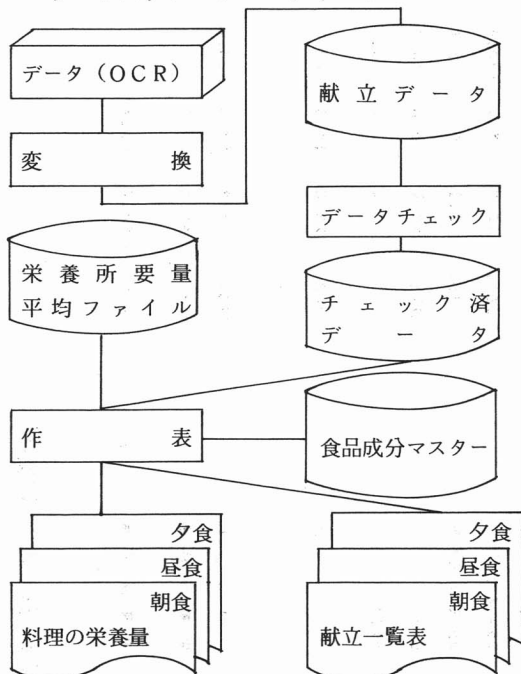 データ（OCR）
変換
献立データ
データチェック
チェック済
データ
栄養所要量
平均ファイル
作表
食品成分マスター
夕食
昼食
朝食
料理の栄養量
夕食
昼食
朝食
献立一覧表